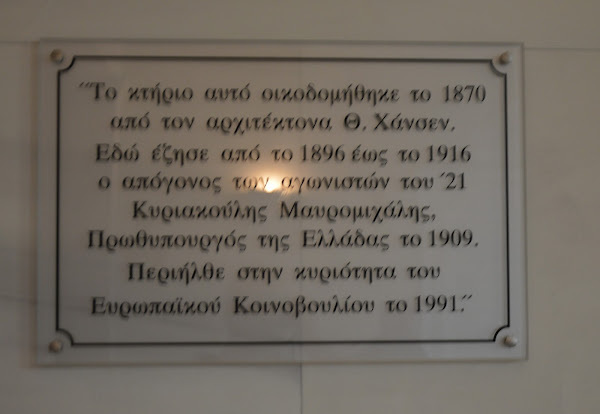 "Το κτήριο αυτό οικοδομήθηκε το 1870
από τον αρχιτέκτονα Θ. Χάνσεν.
Εδώ έζησε από το 1896 έως το 1916
ο απόγονος των αγωνιστών του '21
Κυριακούλης Μαυρομιχάλης,
Πρωθυπουργός της Ελλάδας το 1909.
Περιήλθε στην κυριότητα του
Ευρωπαϊκού Κοινοβουλίου το 1991."